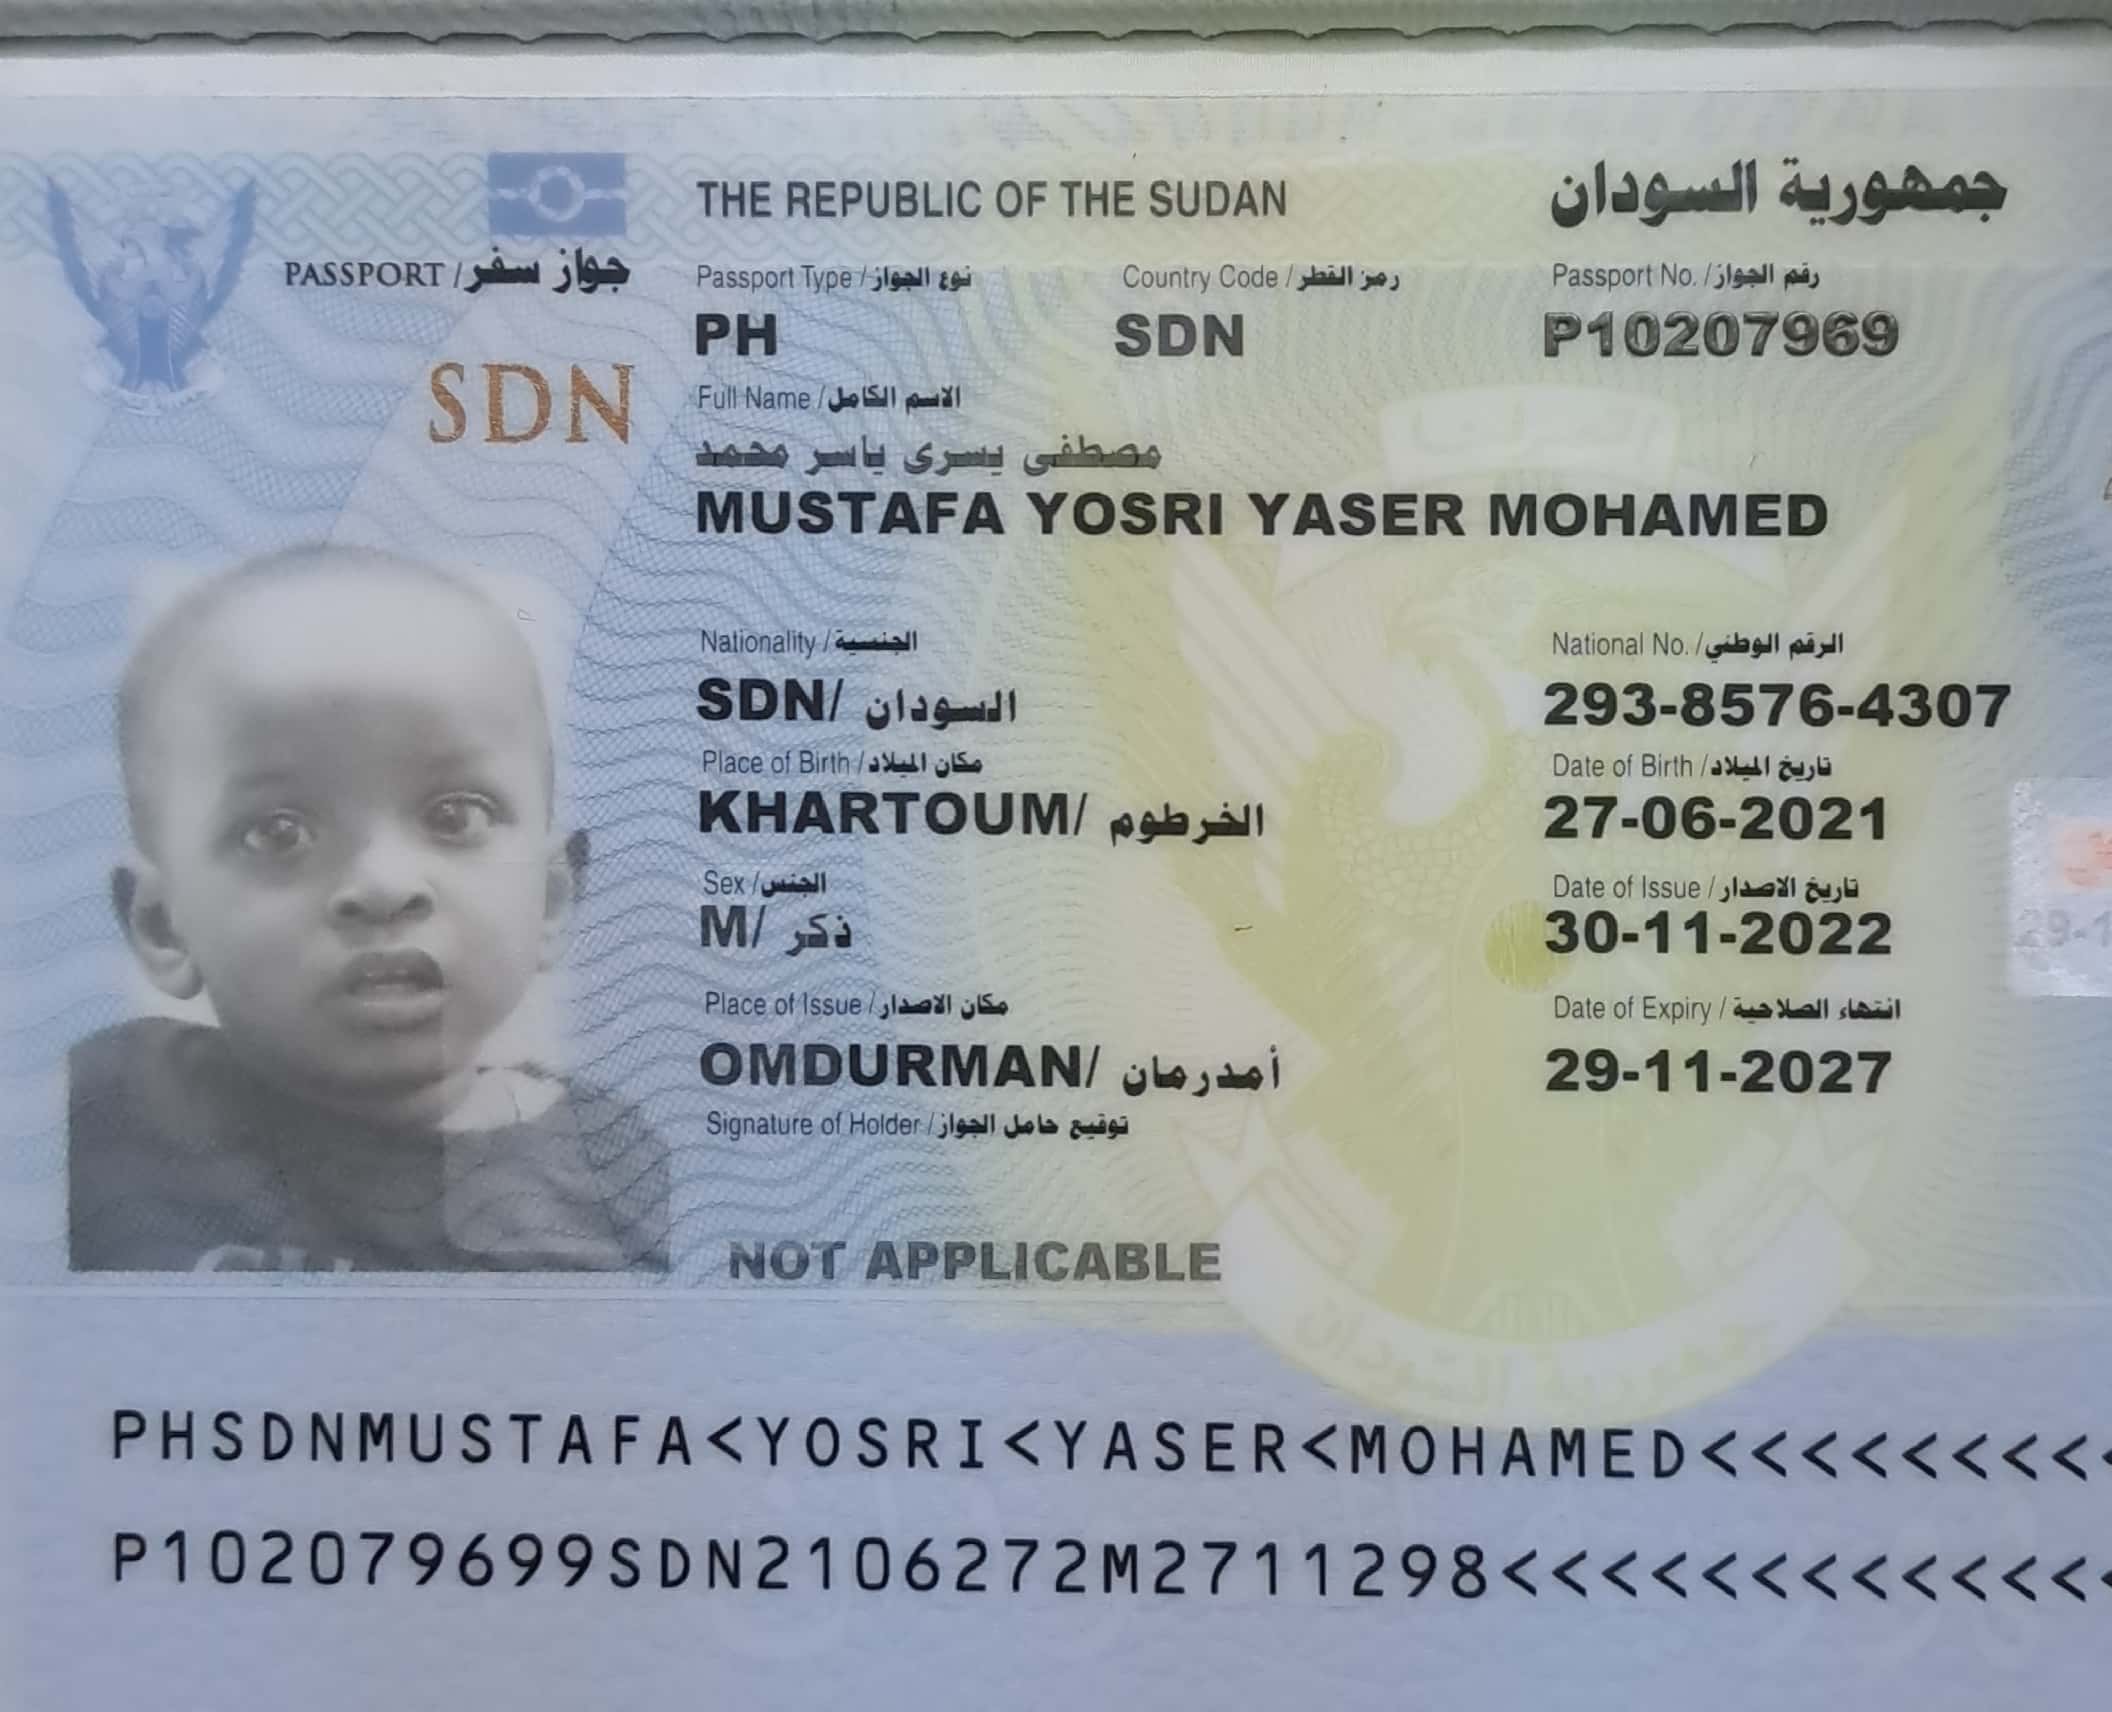 THE REPUBLIC OF THE SUDAN جمهورية السودان
PASSPORT / جواز سفر
Passport Type / نوع الجواز Country Code / رمز القطر Passport No. / رقم الجواز
PH SDN P10207969
SDN
Full Name / الاسم الكامل
مصطفى يسرى ياسر محمد
MUSTAFA YOSRI YASER MOHAMED
Nationality / الجنسية National No. / الرقم الوطني
SDN/ السودان 293-8576-4307
Place of Birth / مكان الميلاد Date of Birth / تاريخ الميلاد
KHARTOUM/ الخرطوم 27-06-2021
Sex / الجنس Date of Issue / تاريخ الاصدار
M/ ذكر 30-11-2022
Place of Issue / مكان الاصدار Date of Expiry / انتهاء الصلاحية
OMDURMAN/ أمدرمان 29-11-2027
Signature of Holder / توقيع حامل الجواز
NOT APPLICABLE
PHSDNMUSTAFA<YOSRI<YASER<MOHAMED<<<<<<<<<
P102079699SDN2106272M2711298<<<<<<<<<<<<<